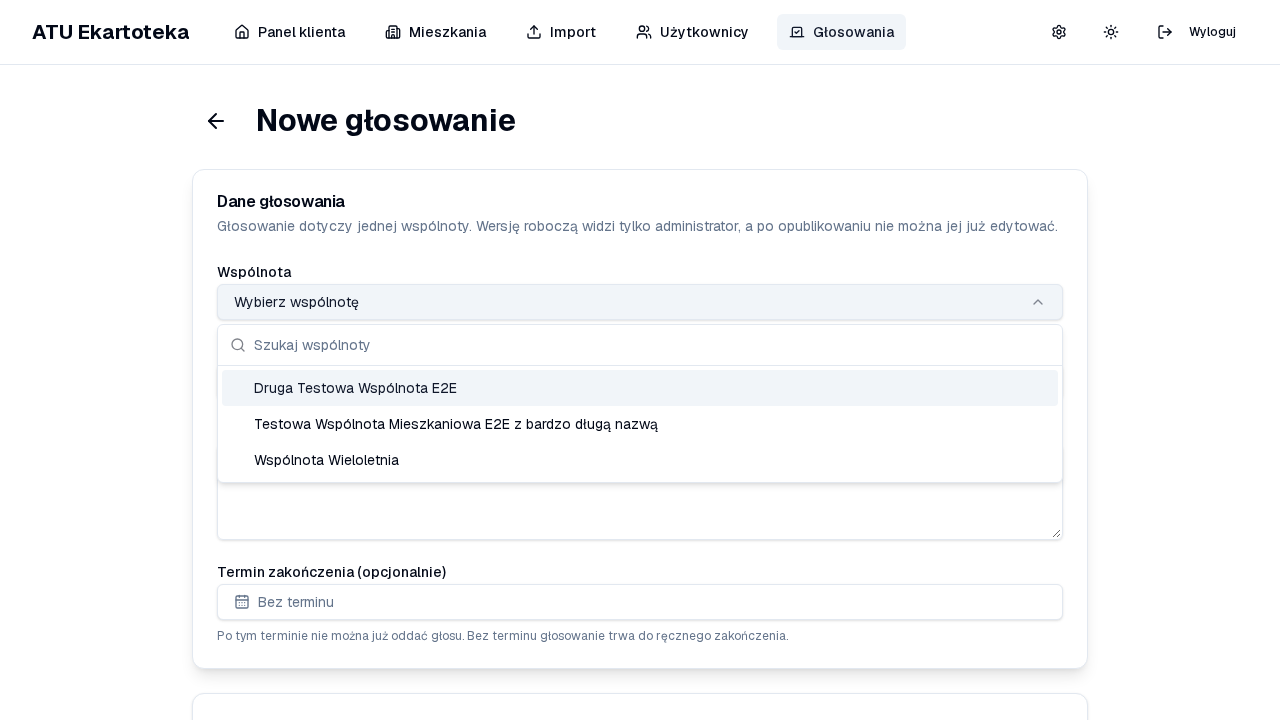 ATU Ekartoteka
Panel klienta
Mieszkania
Import
Użytkownicy
Głosowania
Wyloguj
Nowe głosowanie
Dane głosowania
Głosowanie dotyczy jednej wspólnoty. Wersję roboczą widzi tylko administrator, a po opublikowaniu nie można jej już edytować.
Wspólnota
Wybierz wspólnotę
Szukaj wspólnoty
Druga Testowa Wspólnota E2E
Testowa Wspólnota Mieszkaniowa E2E z bardzo długą nazwą
Wspólnota Wieloletnia
Termin zakończenia (opcjonalnie)
Bez terminu
Po tym terminie nie można już oddać głosu. Bez terminu głosowanie trwa do ręcznego zakończenia.